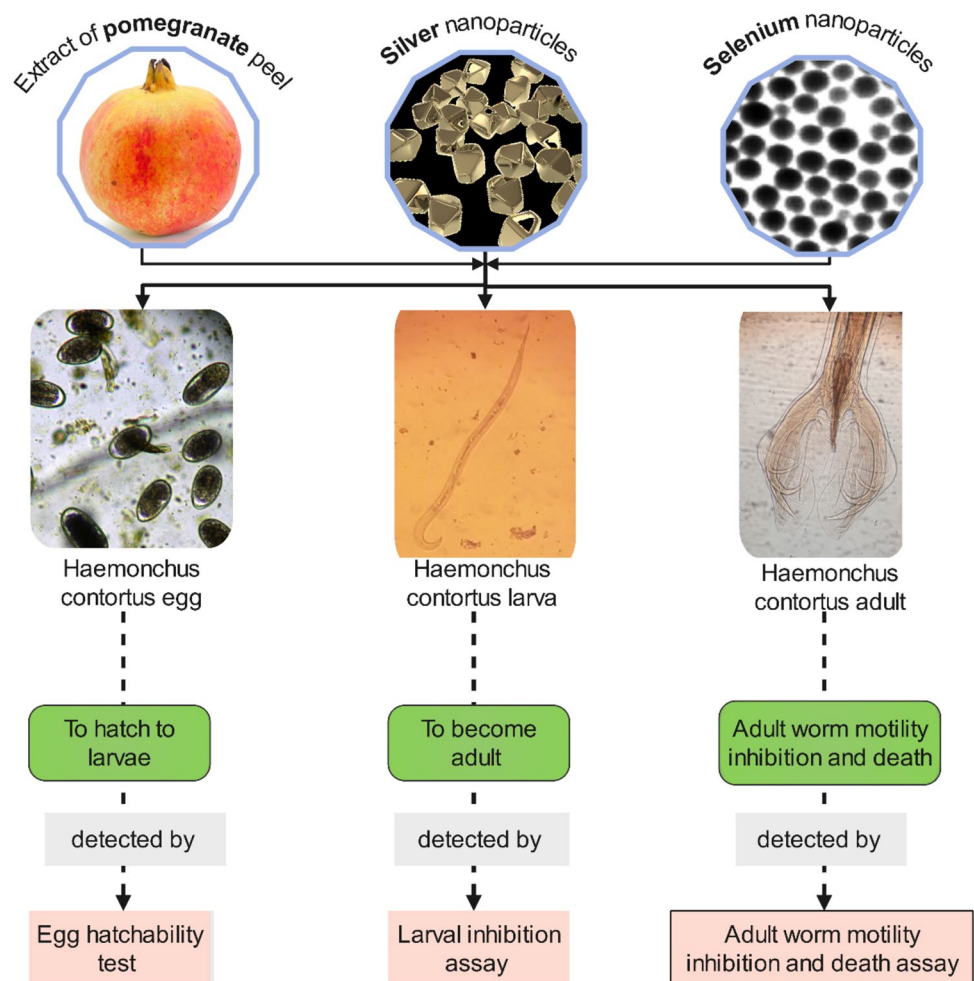 Extract of pomegranate peel
Silver nanoparticles
Selenium nanoparticles
Haemonchus
contortus egg
Haemonchus
contortus larva
Haemonchus
contortus adult
To hatch to
larvae
To become
adult
Adult worm motility
inhibition and death
detected by
detected by
detected by
Egg hatchability
test
Larval inhibition
assay
Adult worm motility
inhibition and death assay